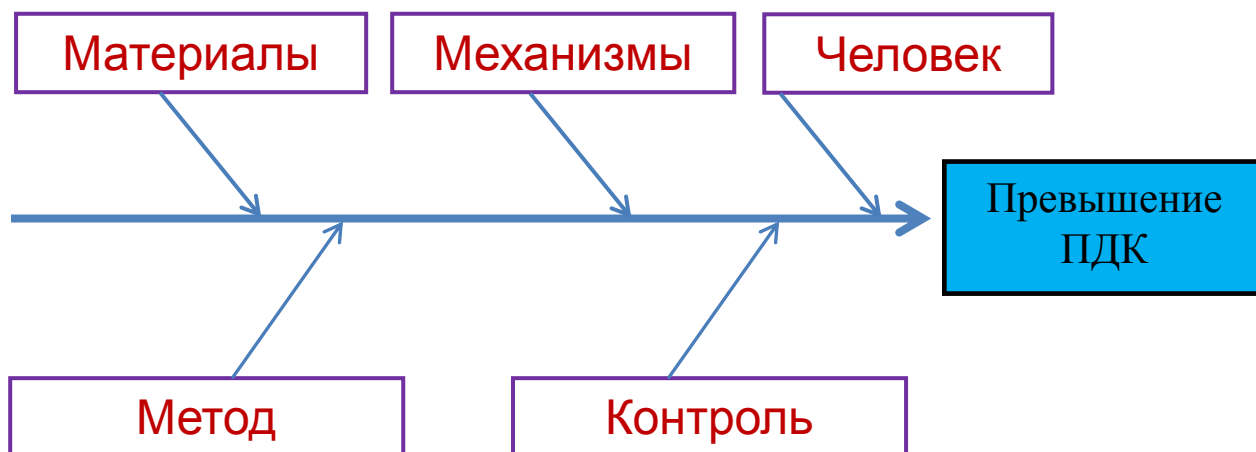 Материалы
Механизмы
Человек
Превышение
ПДК
Метод
Контроль